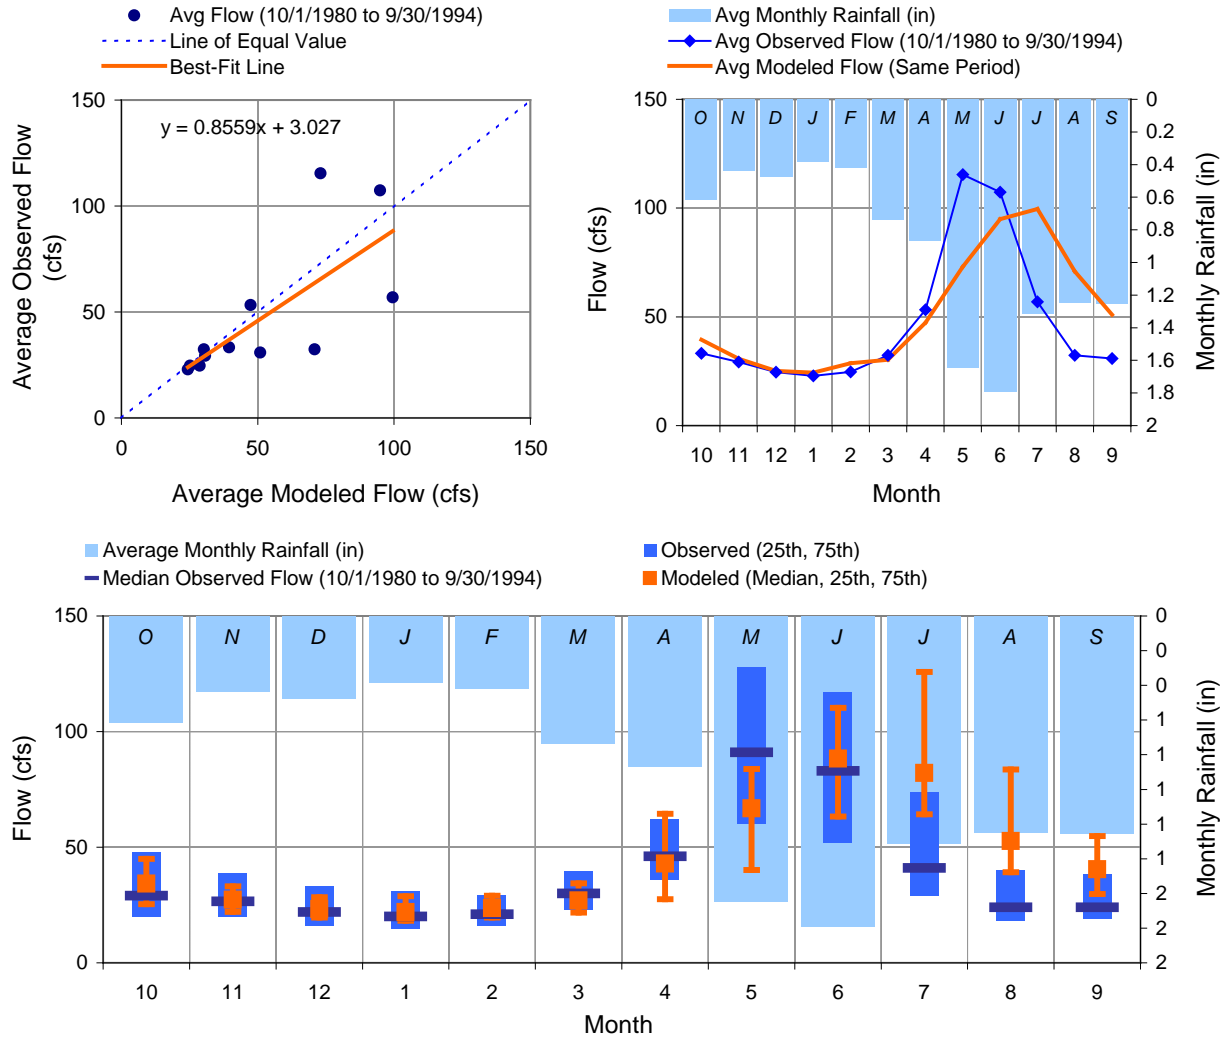 Avg Flow (10/1/1980 to 9/30/1994)
Line of Equal Value
Best-Fit Line
150
100
50
0
y = 0.8559x + 3.027
0
50
100
150
Average Observed Flow
(cfs)
Average Modeled Flow (cfs)
Avg Monthly Rainfall (in)
Avg Observed Flow (10/1/1980 to 9/30/1994)
Avg Modeled Flow (Same Period)
150
100
50
0
O N D J F M A M J J A S
0
0.2
0.4
0.6
0.8
1
1.2
1.4
1.6
1.8
2
10 11 12 1 2 3 4 5 6 7 8 9
Flow (cfs)
Monthly Rainfall (in)
Month
Average Monthly Rainfall (in)
Median Observed Flow (10/1/1980 to 9/30/1994)
Observed (25th, 75th)
Modeled (Median, 25th, 75th)
150
100
50
0
O N D J F M A M J J A S
0
0
0
1
1
1
1
1
2
2
2
10 11 12 1 2 3 4 5 6 7 8 9
Flow (cfs)
Monthly Rainfall (in)
Month